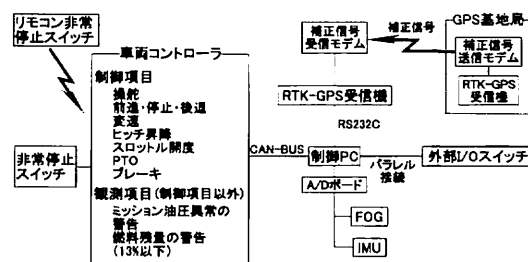 リモコン非常
停止スイッチ
車両コントローラ
制御項目
操舵
前進・停止・後退
変速
ヒッチ昇降
スロットル開度
PTO
ブレーキ
観測項目(制御項目以外)
ミッション油圧異常の
警告
燃料残量の警告
(13%以下)
非常停止
スイッチ
CAN-BUS
補正信号
受信モデム
補正信号
GPS基地局
補正信号
送信モデム
RTK-GPS
受信機
RTK-GPS受信機
RS232C
制御PC
パラレル
接続
外部I/Oスイッチ
A/Dボード
FOG
IMU